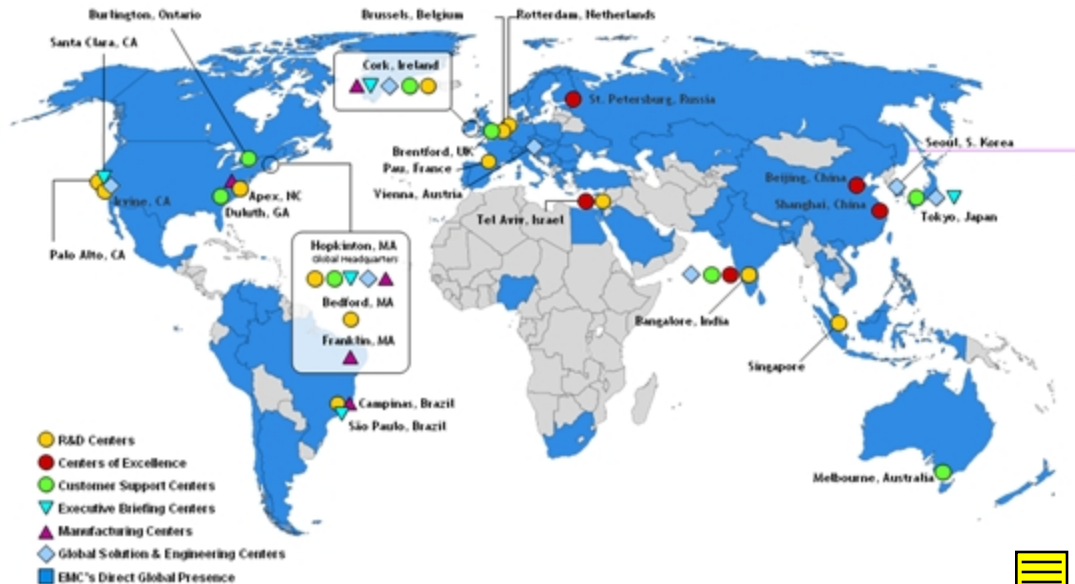 Burlington, Ontario
Brussels, Belgium
Rotterdam, Netherlands
Santa Clara, CA
Cork, Ireland
St. Petersburg, Russia
Seoul, S. Korea
Brentford, UK
Pau, France
Vienna, Austria
Beijing, China
Shanghai, China
Tokyo, Japan
Irvine, CA
Apex, NC
Duluth, GA
Tel Aviv, Israel
Palo Alto, CA
Hopkinton, MA
Global Headquarters
Bedford, MA
Franklin, MA
Bangalore, India
Singapore
Campinas, Brazil
São Paulo, Brazil
Melbourne, Australia
R&D Centers
Centers of Excellence
Customer Support Centers
Executive Briefing Centers
Manufacturing Centers
Global Solution & Engineering Centers
EMC's Direct Global Presence